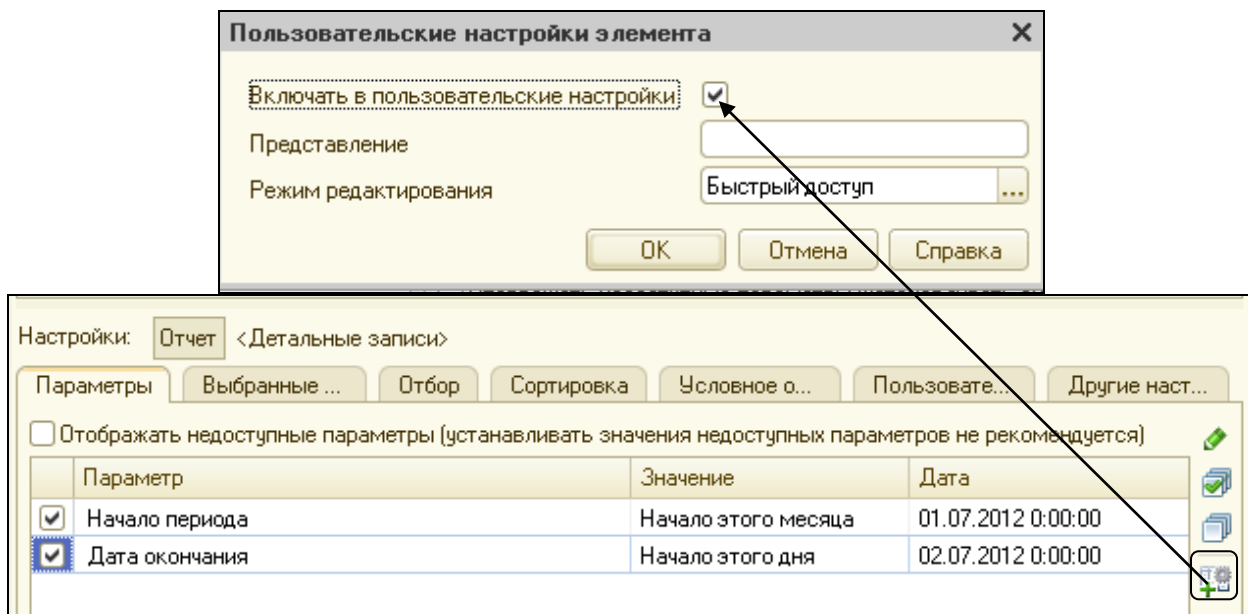 Пользовательские настройки элемента
Включать в пользовательские настройки
Представление
Режим редактирования
Быстрый доступ
...
ОК
Отмена
Справка
Настройки: Отчет <Детальные записи>
Параметры Выбранные ... Отбор Сортировка Условное о... Пользовате... Другие наст...
Отображать недоступные параметры (устанавливать значения недоступных параметров не рекомендуется)
Параметр Значение Дата
Начало периода Начало этого месяца 01.07.2012 0:00:00
Дата окончания Начало этого дня 02.07.2012 0:00:00